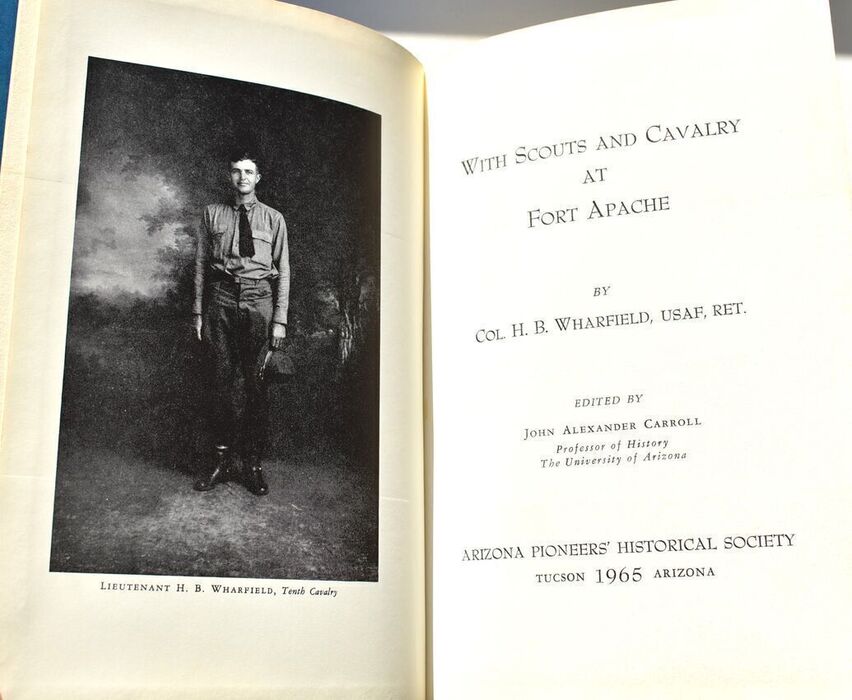 LIEUTENANT H. B. WHARFIELD, Tenth Cavalry
WITH SCOUTS AND CAVALRY
AT
FORT APACHE
BY
COL. H. B. WHARFIELD, USAF, RET.
EDITED BY
JOHN ALEXANDER CARROLL
Professor of History
The University of Arizona
ARIZONA PIONEERS' HISTORICAL SOCIETY
TUCSON 1965 ARIZONA